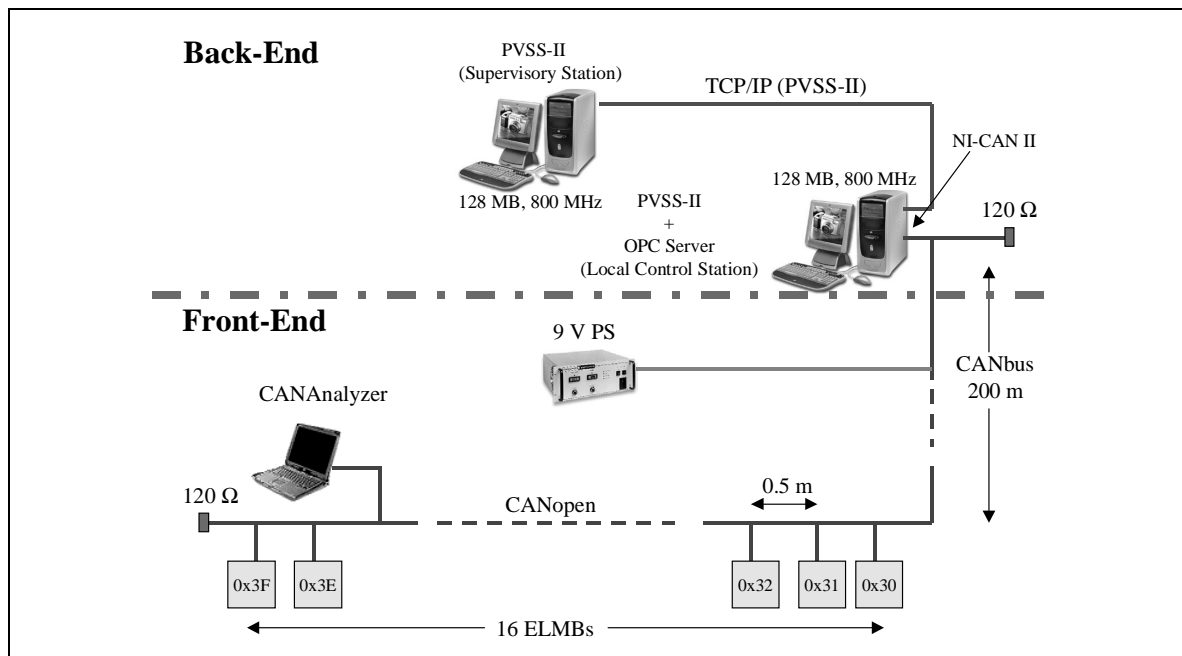 Back-End
PVSS-II
(Supervisory Station)
TCP/IP (PVSS-II)
NI-CAN II
128 MB, 800 MHz
128 MB, 800 MHz
120 Ω
PVSS-II
+
OPC Server
(Local Control Station)
Front-End
9 V PS
CANbus
200 m
CANAnalyzer
120 Ω
CANopen
0.5 m
0x3F
0x3E
0x32
0x31
0x30
16 ELMBs